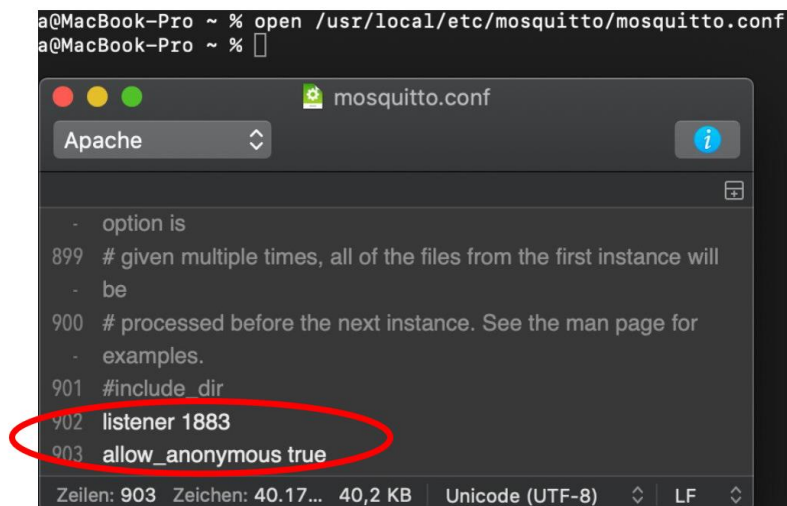 a@MacBook-Pro ~ % open /usr/local/etc/mosquitto/mosquitto.conf
a@MacBook-Pro ~ %
mosquitto.conf
Apache
- option is
899 # given multiple times, all of the files from the first instance will
- be
900 # processed before the next instance. See the man page for
- examples.
901 #include_dir
902 listener 1883
903 allow_anonymous true
Zeilen: 903 Zeichen: 40.17... 40,2 KB Unicode (UTF-8) LF